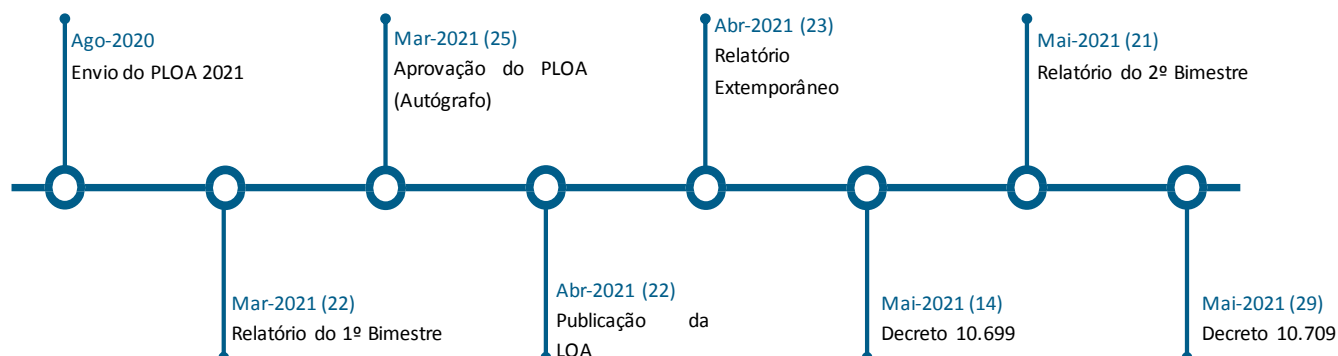 Ago-2020
Envio do PLOA 2021
Mar-2021 (22)
Relatório do 1º Bimestre
Mar-2021 (25)
Aprovação do PLOA
(Autógrafo)
Abr-2021 (22)
Publicação da
LOA
Abr-2021 (23)
Relatório
Extemporâneo
Mai-2021 (14)
Decreto 10.699
Mai-2021 (21)
Relatório do 2º Bimestre
Mai-2021 (29)
Decreto 10.709